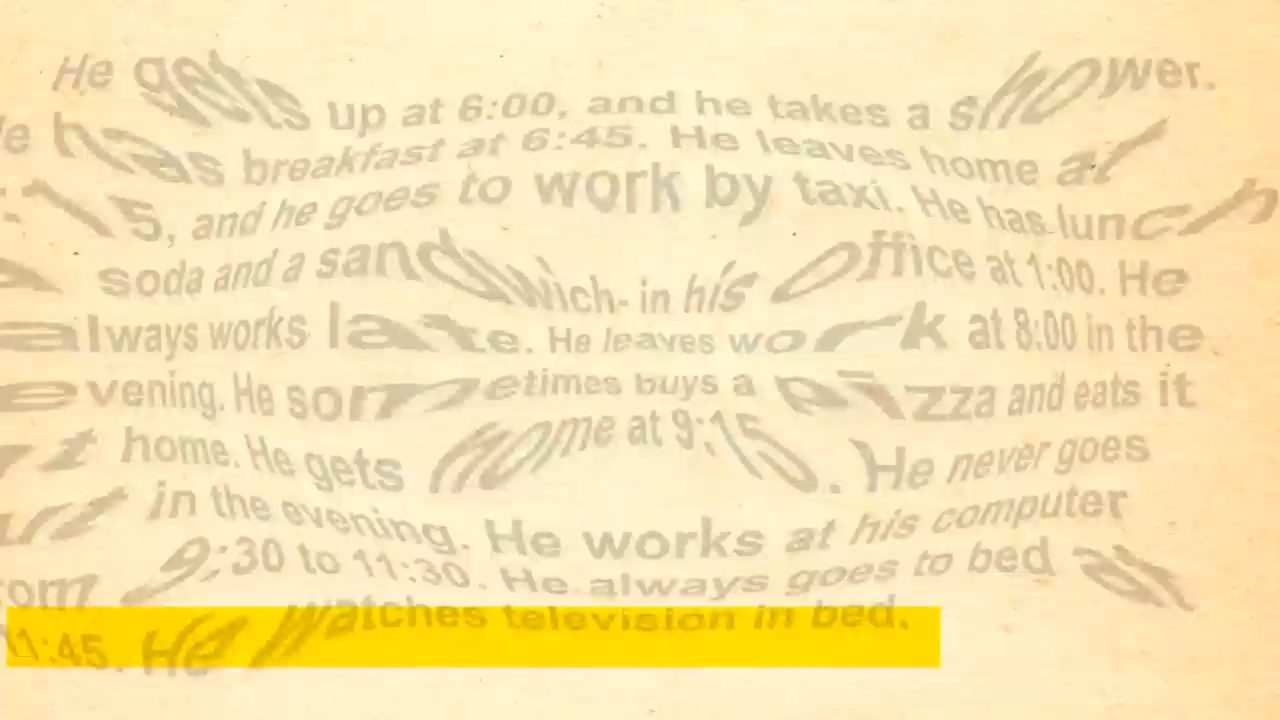 He gets up at 6:00, and he takes a shower.
He has breakfast at 6:45. He leaves home at
:15, and he goes to work by taxi. He has lunch
soda and a sandwich- in his office at 1:00. He
always works late. He leaves work at 8:00 in the
evening. He sometimes buys a pizza and eats it
at home. He gets home at 9:15. He never goes
out in the evening. He works at his computer
om 9:30 to 11:30. He always goes to bed at
11:45. He watches television in bed.